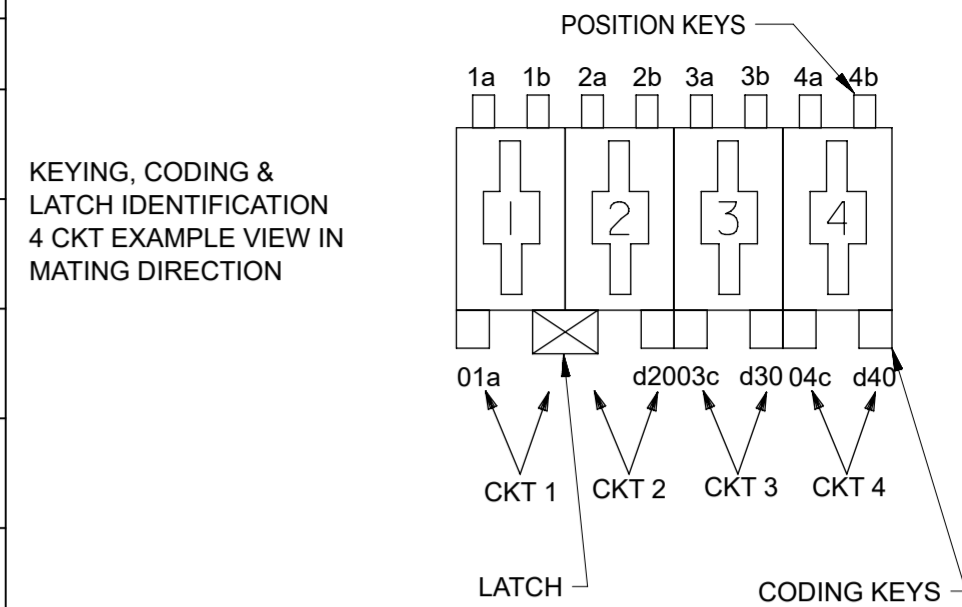 POSITION KEYS
1a 1b 2a 2b 3a 3b 4a 4b
KEYING, CODING &
LATCH IDENTIFICATION
4 CKT EXAMPLE VIEW IN
MATING DIRECTION
1 2 3 4
01a d2003c d30 04c d40
CKT 1 CKT 2 CKT 3 CKT 4
LATCH
CODING KEYS